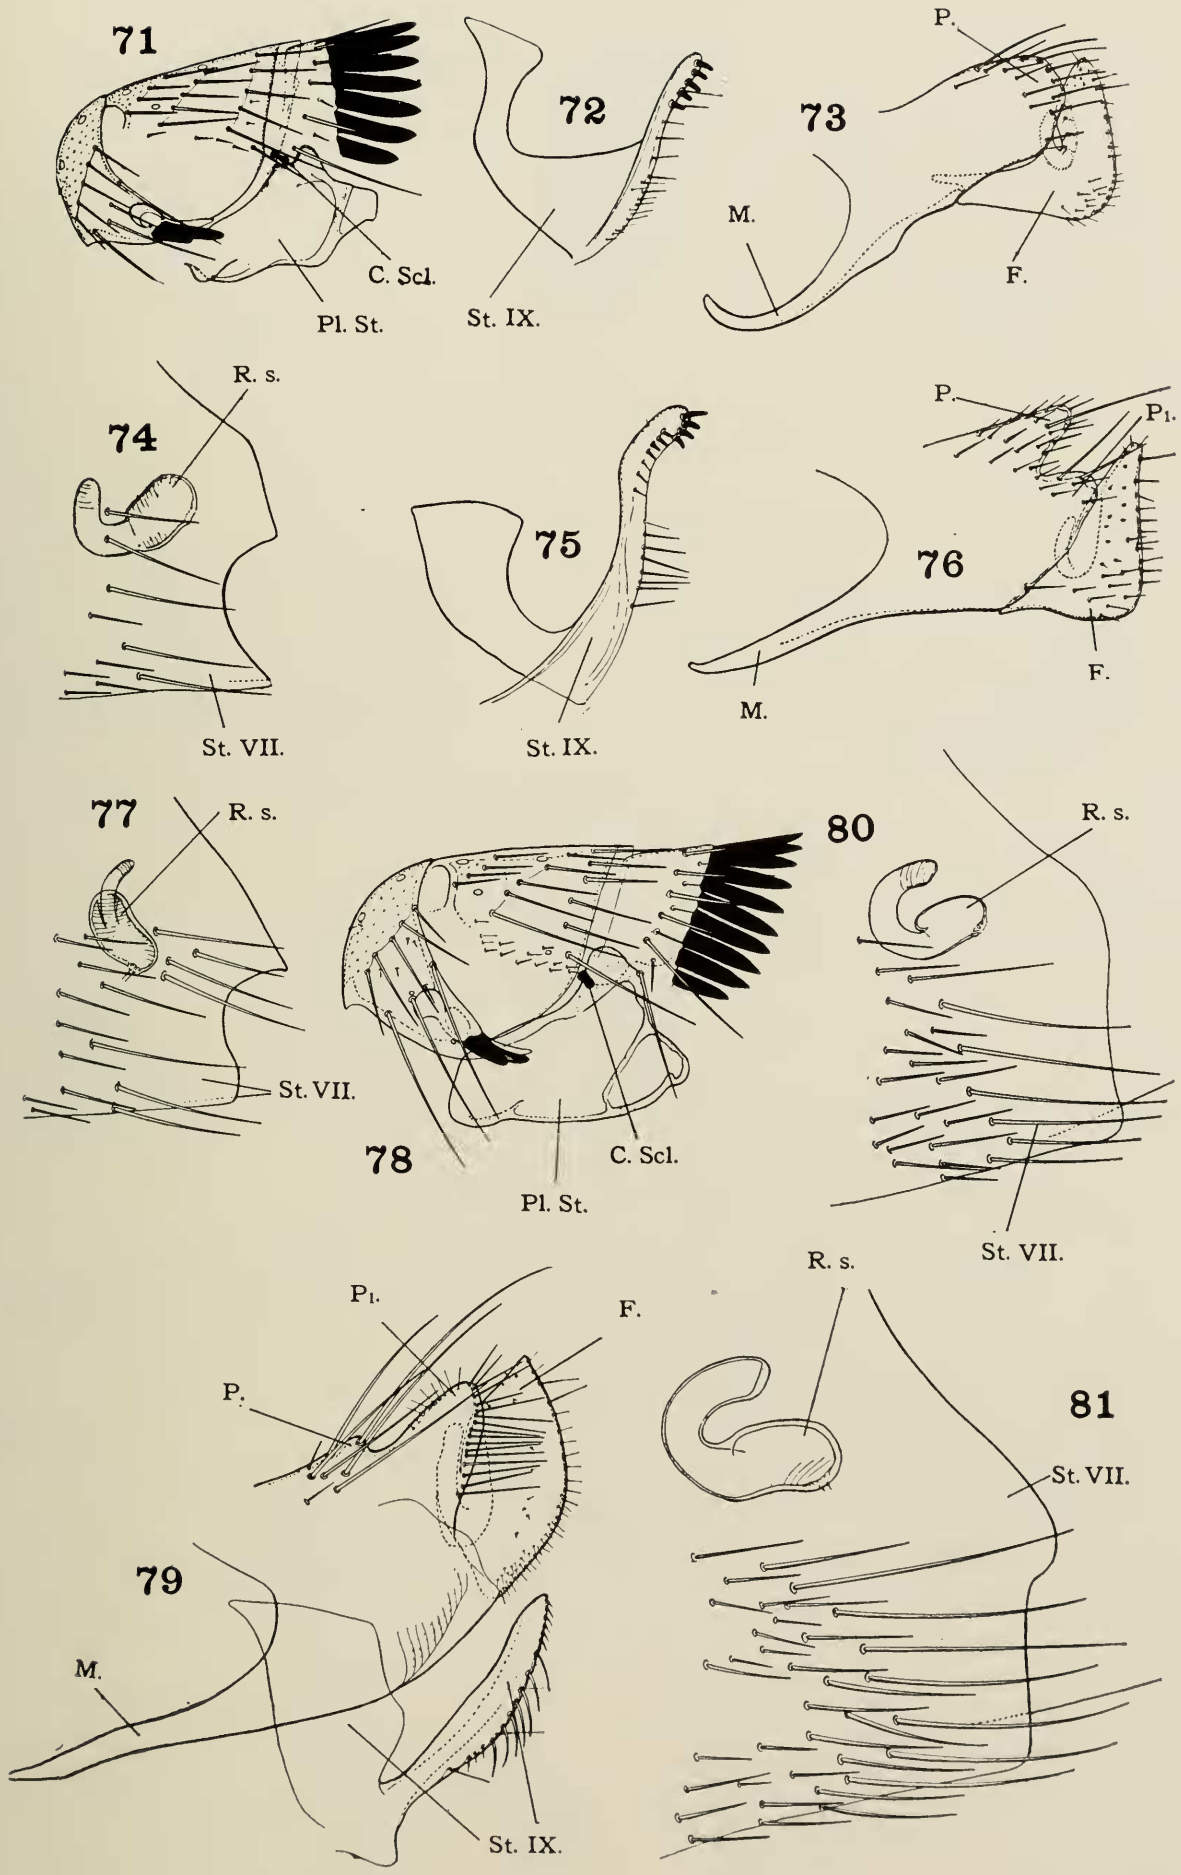 71
72
73
P.
M.
F.
C. Scl.
Pl. St.
St. IX.
74
R. s.
St. VII.
75
St. IX.
76
P.
P1.
M.
F.
77
R. s.
St. VII.
78
C. Scl.
Pl. St.
80
R. s.
St. VII.
79
P1.
F.
P.
M.
St. IX.
81
R. s.
St. VII.